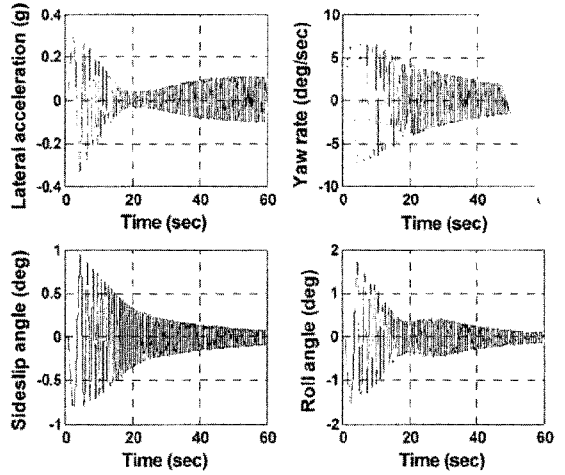 Lateral acceleration (g)
0.4
0.2
0
-0.2
-0.4
0 20 40 60
Time (sec)
Yaw rate (deg/sec)
10
5
0
-5
-10
0 20 40
Time (sec)
Sideslip angle (deg)
1
0.5
0
-0.5
-1
0 20 40 60
Time (sec)
Roll angle (deg)
2
1
0
-1
-2
0 20 40 60
Time (sec)